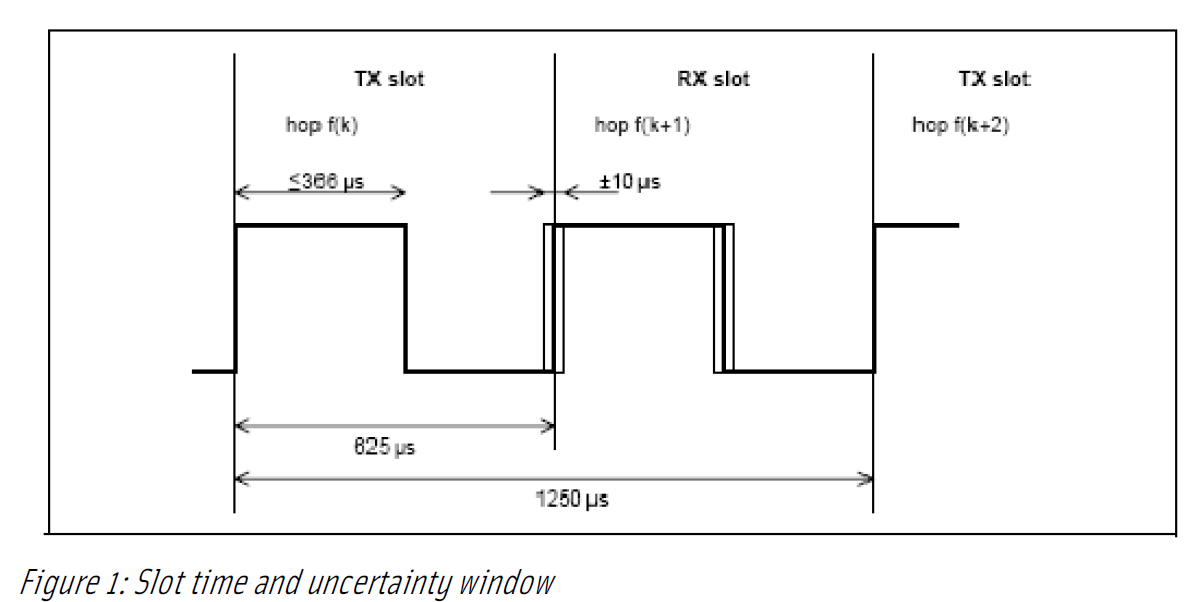 TX slot RX slot TX slot
hop f(k) hop f(k+1) hop f(k+2)
≤366 µs ±10 µs
625 µs
1250 µs
Figure 1: Slot time and uncertainty window